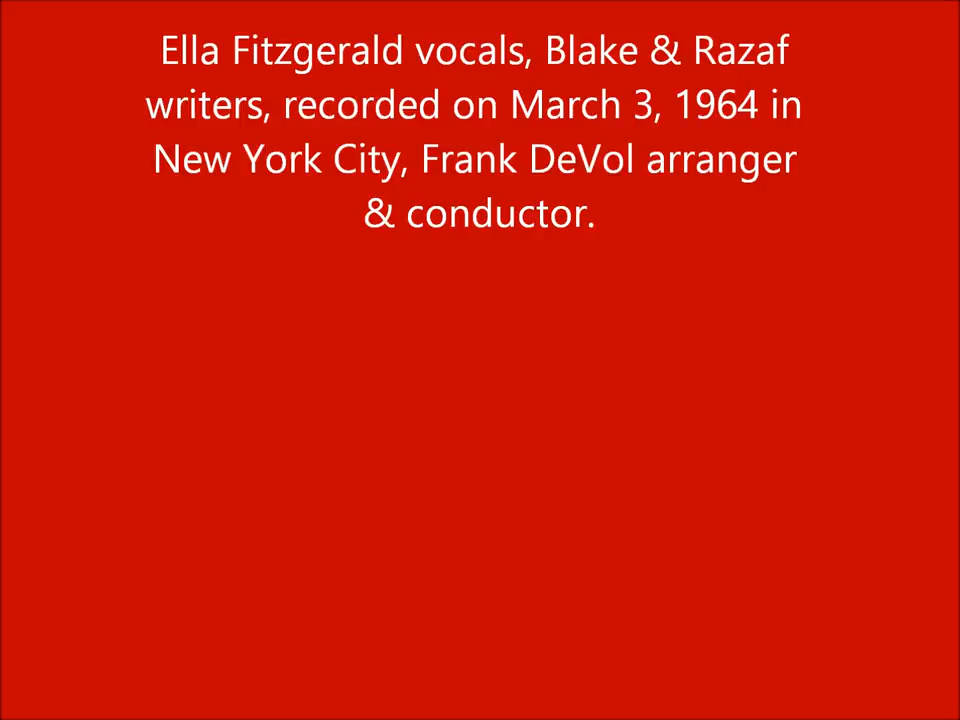 Ella Fitzgerald vocals, Blake & Razaf
writers, recorded on March 3, 1964 in
New York City, Frank DeVol arranger
& conductor.